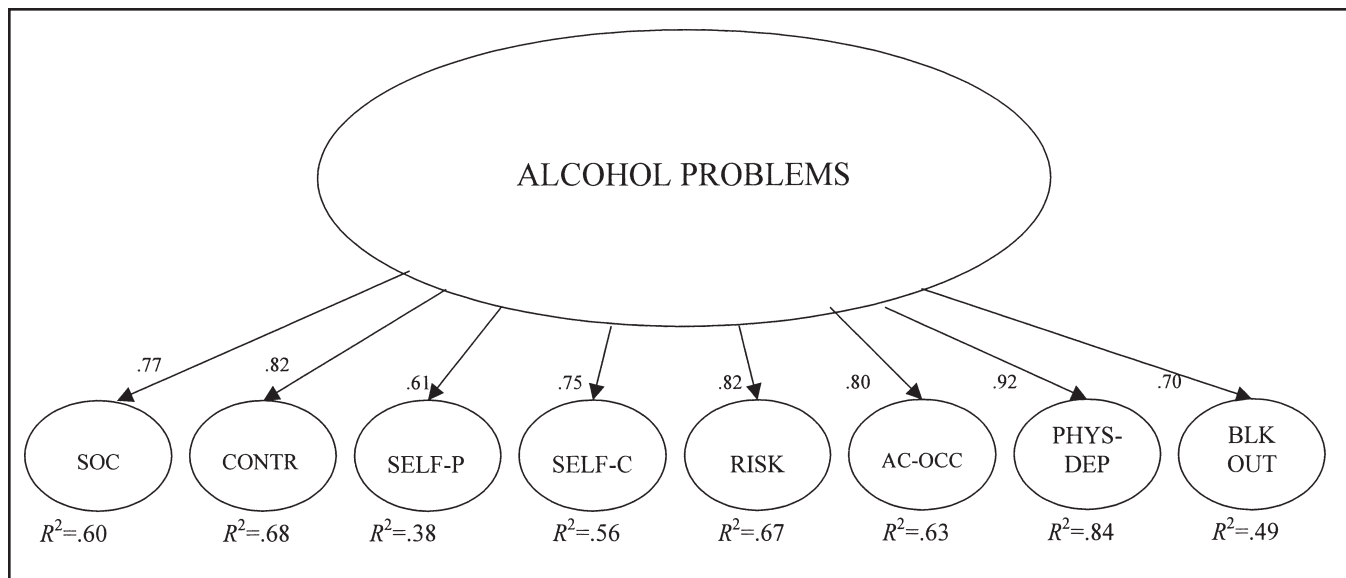 ALCOHOL PROBLEMS
.77 .82 .61 .75 .82 .80 .92 .70
SOC CONTR SELF-P SELF-C RISK AC-OCC PHYS-
DEP BLK
OUT
R²=.60 R²=.68 R²=.38 R²=.56 R²=.67 R²=.63 R²=.84 R²=.49